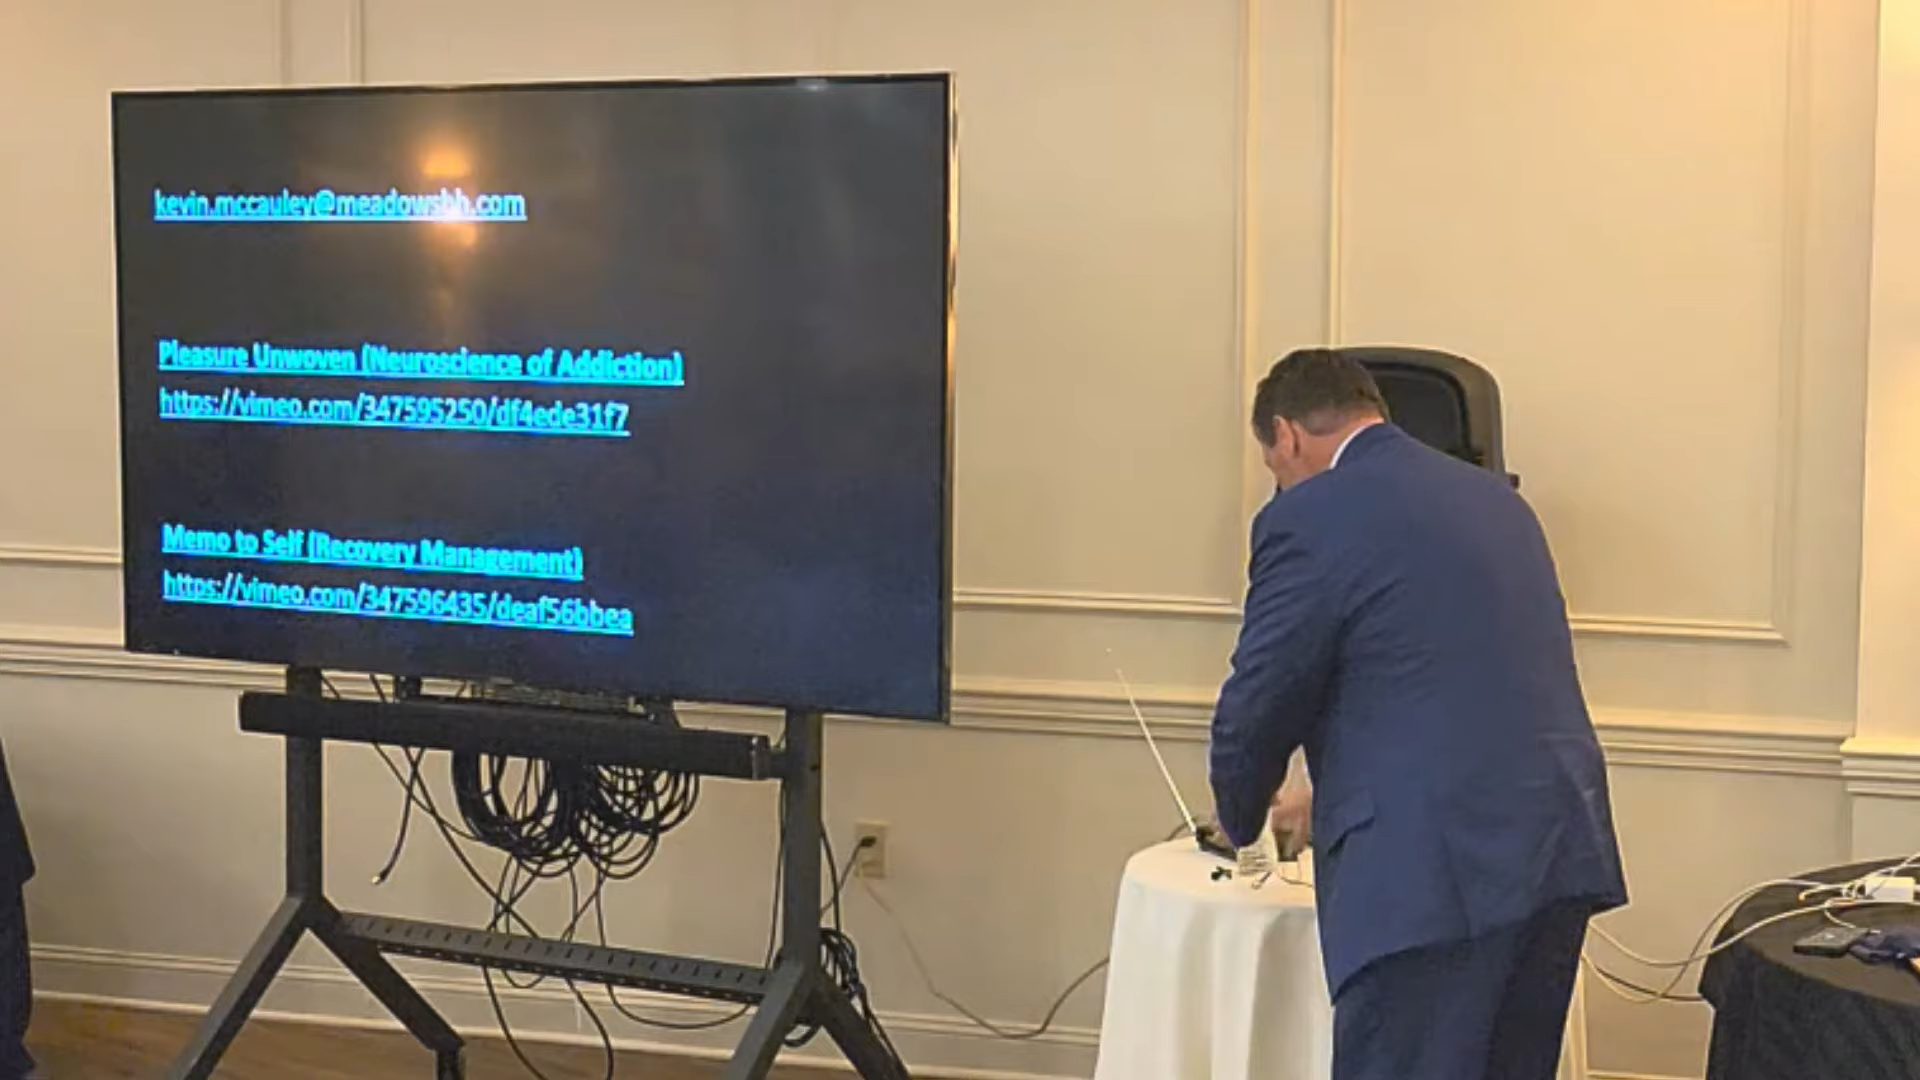 kevin.mccauley@meadowsbh.com
Pleasure Unwoven (Neuroscience of Addiction)
https://vimeo.com/347595250/df4ede31f7
Memo to Self (Recovery Management)
https://vimeo.com/347596435/deaf56bbea